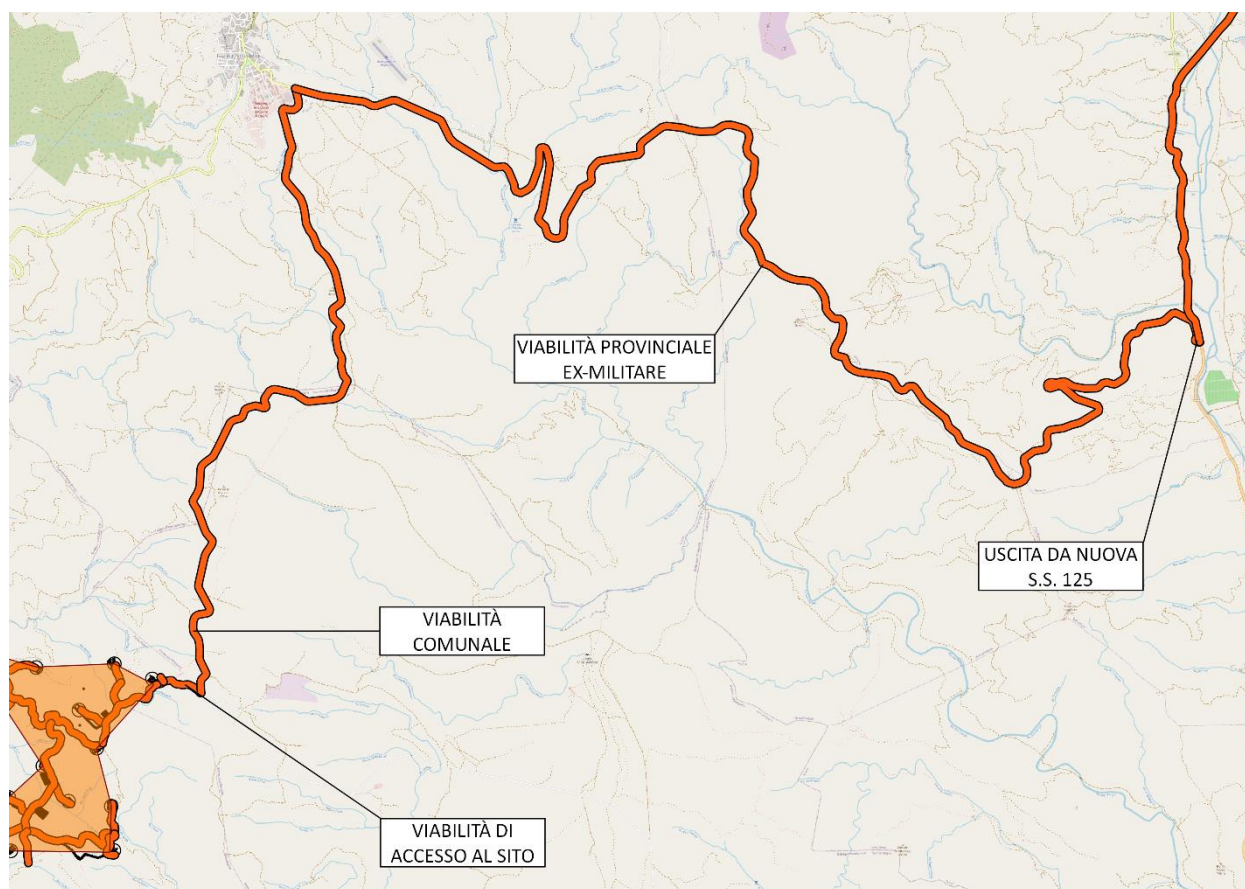 VIABILITÀ PROVINCIALE
EX-MILITARE
USCITA DA NUOVA
S.S. 125
VIABILITÀ
COMUNALE
VIABILITÀ DI
ACCESSO AL SITO